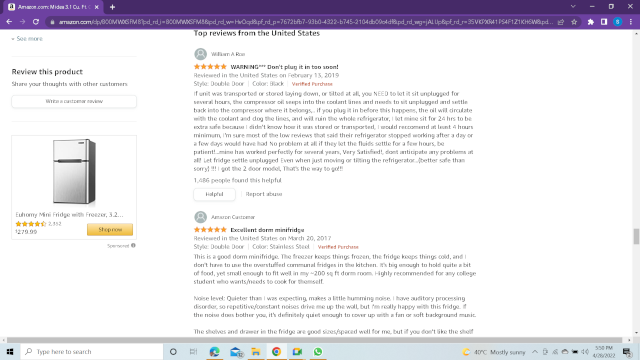 Amazon.com: Midea 3.1 Cu. Ft.
Top reviews from the United States
See more
William A Roe
Review this product
WARNING*** Don't plug it in too soon!
Reviewed in the United States on February 13, 2019
Share your thoughts with other customers
Style: Double Door | Color: Black | Verified Purchase
Write a customer review
If unit was transported or stored laying down, or tilted at all, you NEED to let it sit unplugged for
several hours, the compressor oil seeps into the coolant lines and needs to sit unplugged and settle
back into the compressor where it belongs,.. if you plug it in before this happens, the oil will circulate
with the coolant and clog the lines, and will ruin the whole refrigerator, I let mine sit for 24 hrs to be
extra safe because I didn't know how it was stored or transported, I would reccomend at least 4 hours
minimum, I'm sure most of the low reviews that said their refrigerator stopped working after a day or
a few days would have had No problem at all if they let the fluids settle for a few hours, be
patient!...mine has worked perfectly for several years, Very Satisfied!, dont anticipate any problems at
all! Let fridge settle unplugged Even when just moving or tilting the refrigerator...(better safe than
sorry) !!! I got the 2 door model, That's the way to go!!!
1,486 people found this helpful
Helpful
Report abuse
Euhomy Mini Fridge with Freezer, 3.2...
2,352
$279.99
Shop now
Sponsored
Amazon Customer
Excellent dorm minifridge
Reviewed in the United States on March 20, 2017
Style: Double Door | Color: Stainless Steel | Verified Purchase
This is a good dorm minifridge. The freezer keeps things frozen, the fridge keeps things cold, and I
don't have to use the overstuffed communal fridges in the kitchen. It's big enough to hold quite a bit
of food, yet small enough to fit well in my ~200 sq ft dorm room. Highly recommended for any college
student who wants/needs to cook for themself.
Noise level: Quieter than I was expecting, makes a little humming noise. I have auditory processing
disorder, so repetitive/constant noises drive me up the wall, but I'm really happy with this fridge. If
the noise does bother you, it's definitely quiet enough to cover up with a fan or soft background music.
The shelves and drawer in the fridge are good sizes/spaced well for me, but if you don't like the shelf
Type here to search
40°F Mostly sunny
5:50 PM
4/28/2022